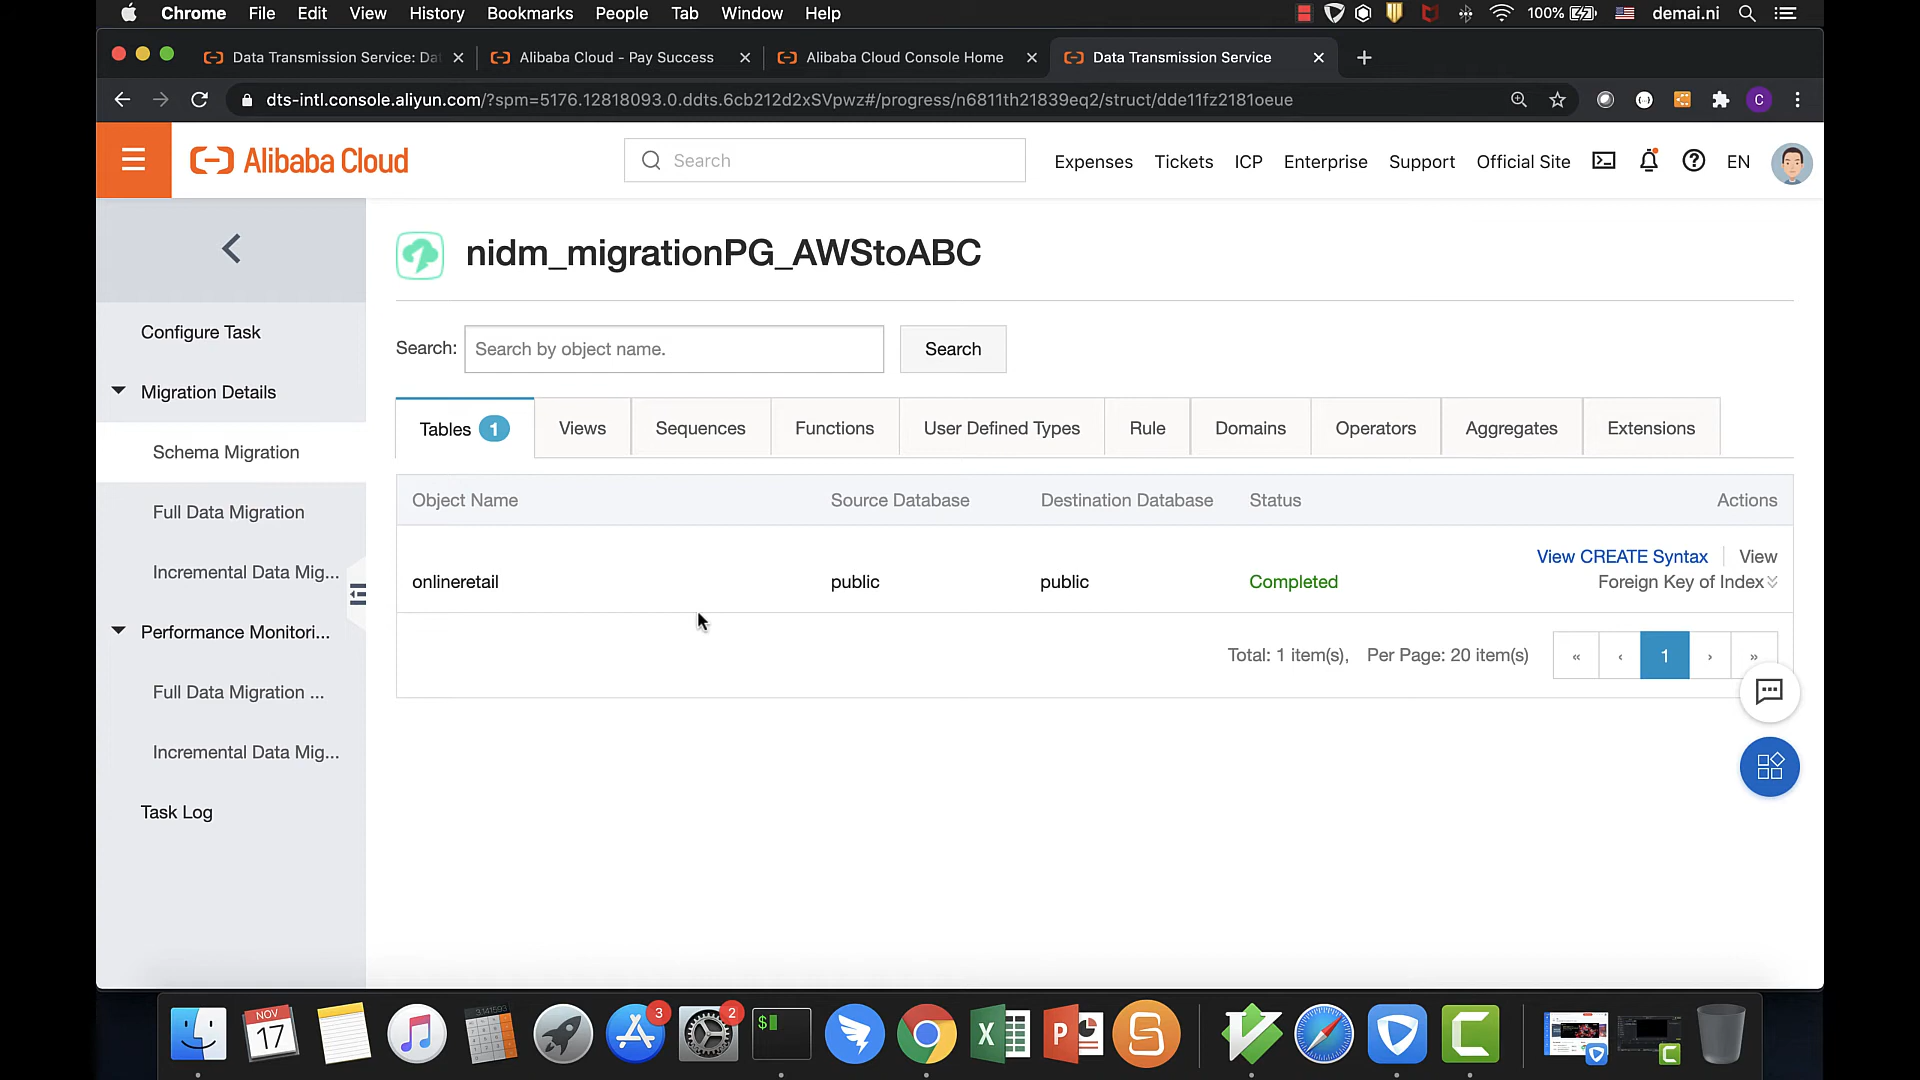 Chrome File Edit View History Bookmarks People Tab Window Help 100% demai.ni
Data Transmission Service: Da Alibaba Cloud - Pay Success Alibaba Cloud Console Home Data Transmission Service
dts-intl.console.aliyun.com/?spm=5176.12818093.0.ddts.6cb212d2xSVpwz#/progress/n6811th21839eq2/struct/dde11fz2181oeue C
Alibaba Cloud Search Expenses Tickets ICP Enterprise Support Official Site EN
nidm_migrationPG_AWStoABC
Configure Task
Migration Details
Schema Migration
Full Data Migration
Incremental Data Mig...
Performance Monitori...
Full Data Migration ...
Incremental Data Mig...
Task Log
Search: Search by object name. Search
Tables 1 Views Sequences Functions User Defined Types Rule Domains Operators Aggregates Extensions
Object Name Source Database Destination Database Status Actions
onlineretail public public Completed View CREATE Syntax View
Foreign Key of Index
Total: 1 item(s), Per Page: 20 item(s) « ‹ 1 › »
NOV
17
3.141593
3
2
$
X
P
S
C